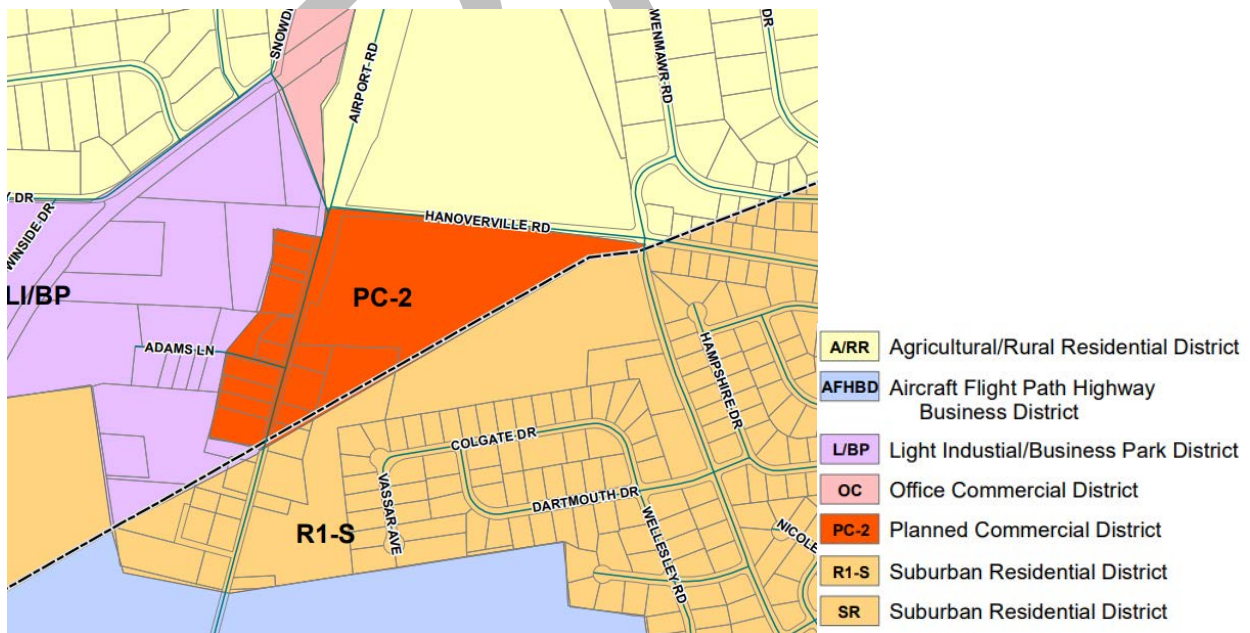 SNOWD
AIRPORT RD
WENMAWR RD
DR
Y DR
WINSIDE DR
HANOVERVILLE RD
LI/BP
PC-2
ADAMS LN
HAMPSHIRE DR
COLGATE DR
VASSAR AVE
DARTMOUTH DR
R1-S
WELLESLEY RD
NICOLE
A/RR Agricultural/Rural Residential District
AFHBD Aircraft Flight Path Highway
Business District
L/BP Light Industial/Business Park District
OC Office Commercial District
PC-2 Planned Commercial District
R1-S Suburban Residential District
SR Suburban Residential District